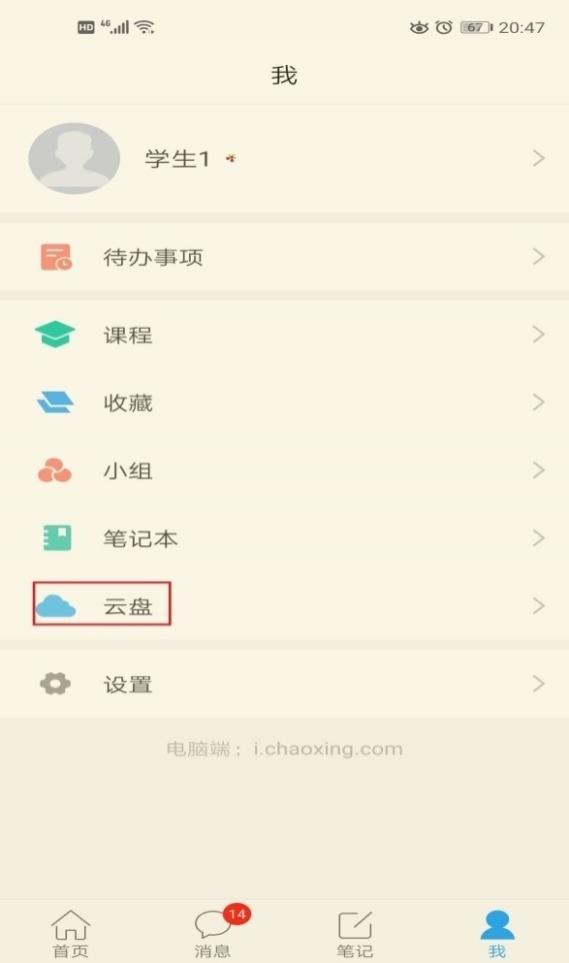 HD 4G 67 20:47
我
学生1
待办事项
课程
收藏
小组
笔记本
云盘
设置
电脑端：i.chaoxing.com
14
首页 消息 笔记 我